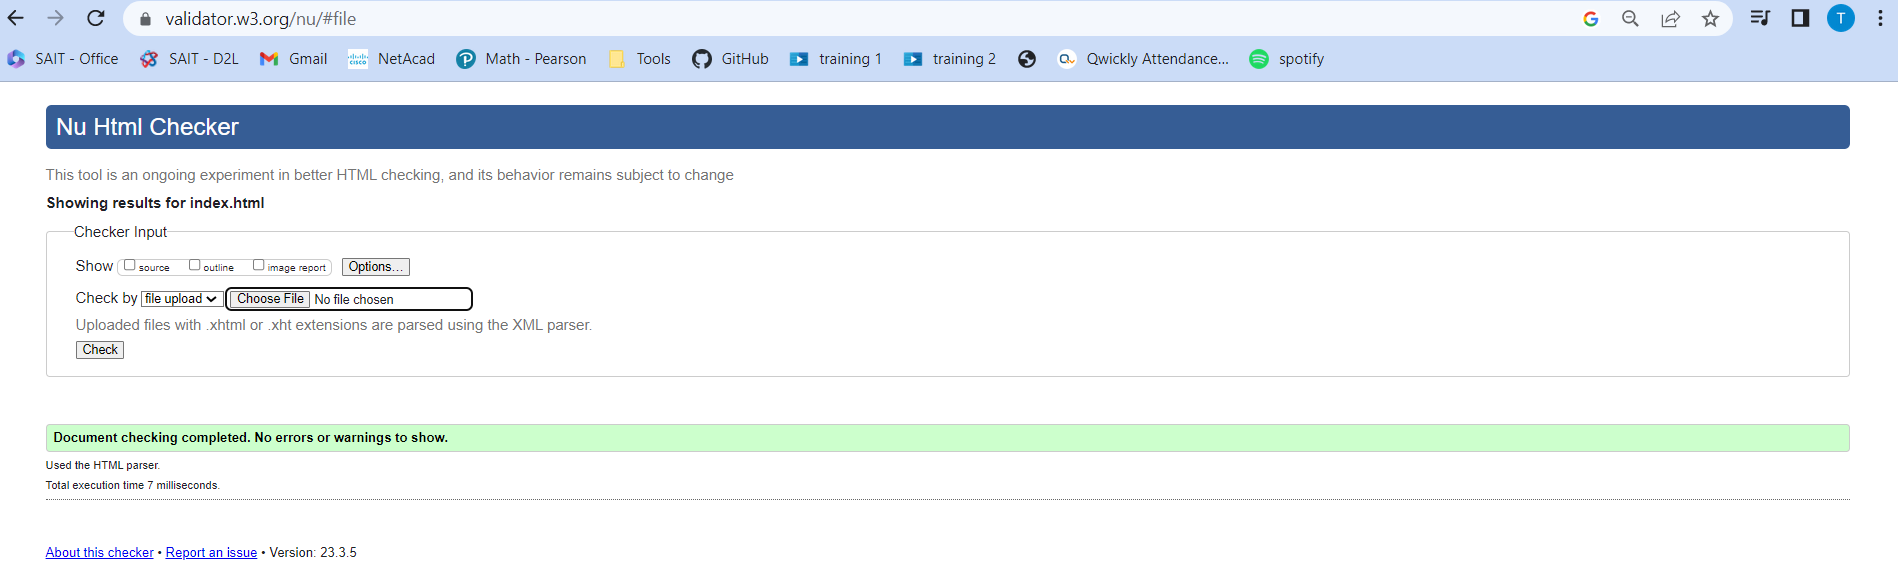 validator.w3.org/nu/#file
T
SAIT - Office SAIT - D2L Gmail NetAcad Math - Pearson Tools GitHub training 1 training 2 Qwickly Attendance... spotify
Nu Html Checker
This tool is an ongoing experiment in better HTML checking, and its behavior remains subject to change
Showing results for index.html
Checker Input
Show source outline image report Options...
Check by file upload Choose File No file chosen
Uploaded files with .xhtml or .xht extensions are parsed using the XML parser.
Check
Document checking completed. No errors or warnings to show.
Used the HTML parser.
Total execution time 7 milliseconds.
About this checker • Report an issue • Version: 23.3.5